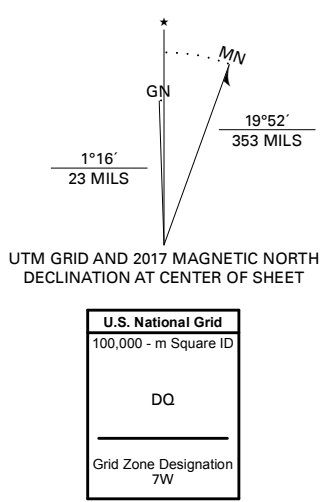 ★
MN
GN
19°52´
353 MILS
1°16´
23 MILS
UTM GRID AND 2017 MAGNETIC NORTH
DECLINATION AT CENTER OF SHEET
U.S. National Grid
100,000 - m Square ID
DQ
Grid Zone Designation
7W